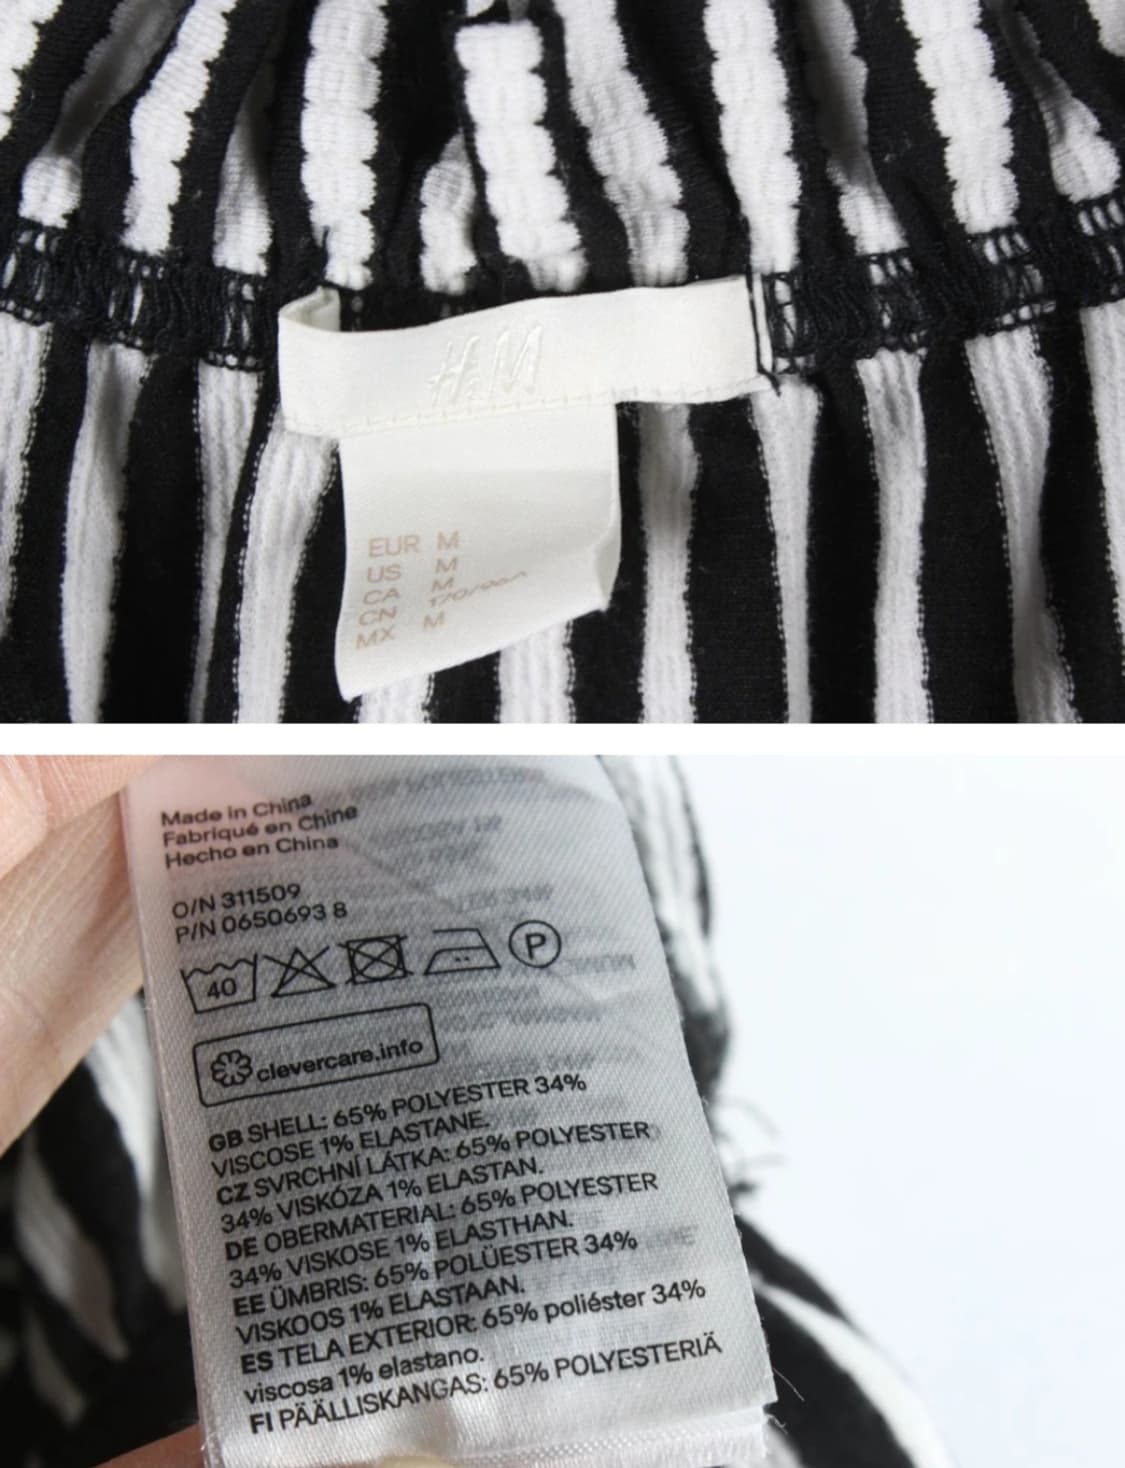 H&M
EUR M
US M
CA M
CN
MX M
Made in China
Fabriqué en Chine
Hecho en China
O/N 311509
P/N 0650693 8
40
P
clevercare.info
GB SHELL: 65% POLYESTER 34%
VISCOSE 1% ELASTANE.
CZ SVRCHNÍ LÁTKA: 65% POLYESTER
34% VISKÓZA 1% ELASTAN.
DE OBERMATERIAL: 65% POLYESTER
34% VISKOSE 1% ELASTHAN.
EE ÜMBRIS: 65% POLÜESTER 34%
VISKOOS 1% ELASTAAN.
ES TELA EXTERIOR: 65% poliéster 34%
viscosa 1% elastano.
FI PÄÄLLISKANGAS: 65% POLYESTERIÄ